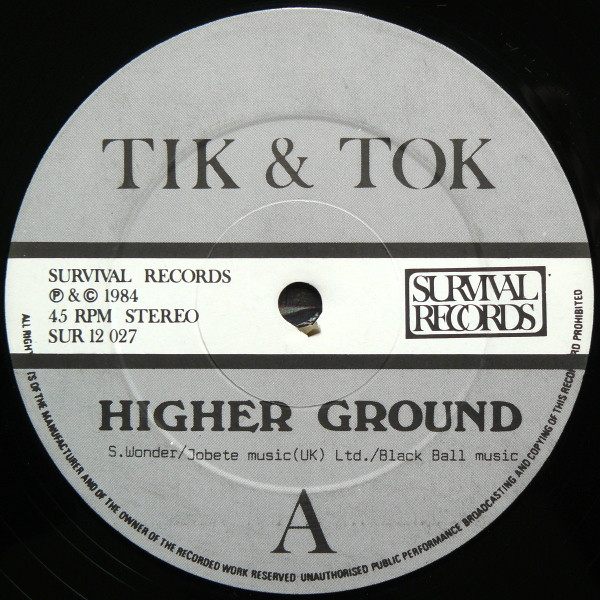 TIK & TOK
SURVIVAL RECORDS
℗ & © 1984
45 RPM STEREO
SUR 12 027
SURVIVAL
RECORDS
HIGHER GROUND
S.Wonder/Jobete music(UK) Ltd./Black Ball music
A
ALL RIGHTS OF THE MANUFACTURER AND OF THE OWNER OF THE RECORDED WORK RESERVED · UNAUTHORISED PUBLIC PERFORMANCE BROADCASTING AND COPYING OF THIS RECORD PROHIBITED